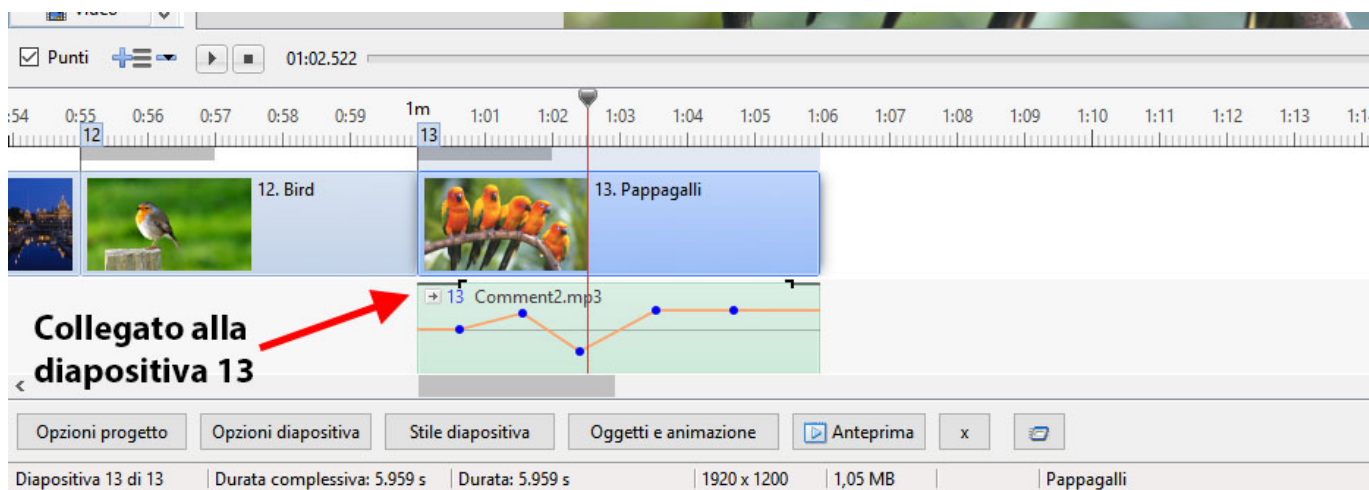 Video
Punti
01:02.522
:54 0:55 0:56 0:57 0:58 0:59 1m 1:01 1:02 1:03 1:04 1:05 1:06 1:07 1:08 1:09 1:10 1:11 1:12 1:13
12 13
12. Bird
13. Pappagalli
13 Comment2.mp3
Collegato alla
diapositiva 13
Opzioni progetto Opzioni diapositiva Stile diapositiva Oggetti e animazione Anteprima x
Diapositiva 13 di 13 Durata complessiva: 5.959 s Durata: 5.959 s 1920 x 1200 1,05 MB Pappagalli